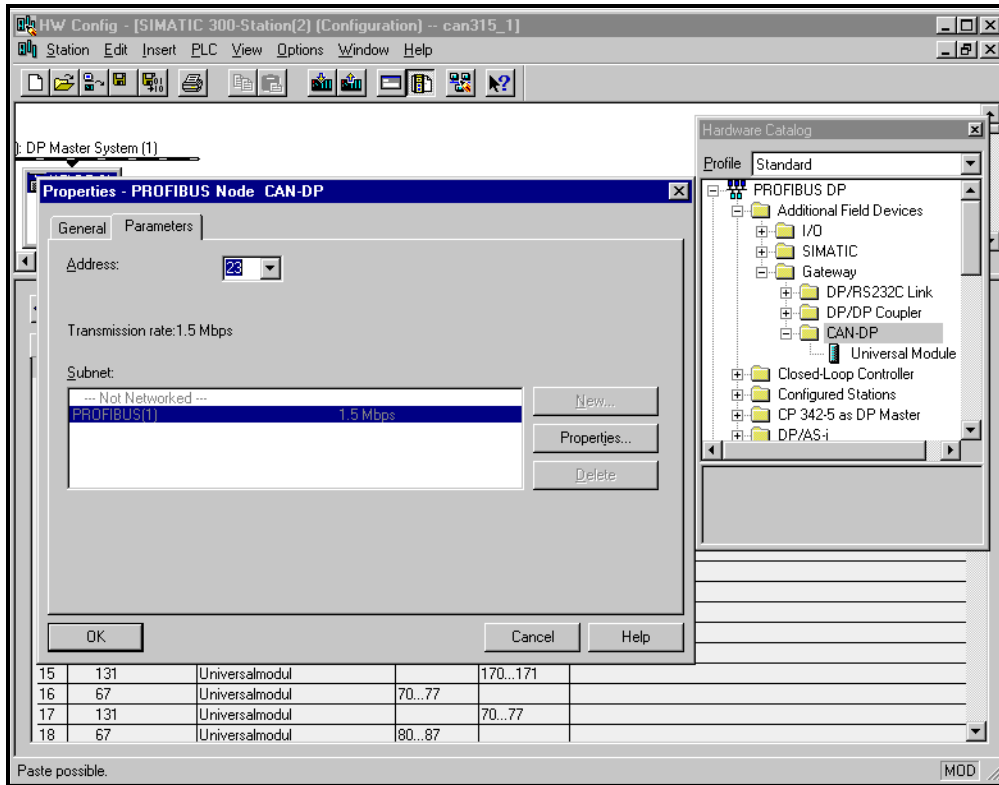 HW Config - [SIMATIC 300-Station(2) (Configuration) -- can315_1]
Station Edit Insert PLC View Options Window Help
): DP Master System (1)
Hardware Catalog
Profile Standard
PROFIBUS DP
Additional Field Devices
I/O
SIMATIC
Gateway
DP/RS232C Link
DP/DP Coupler
CAN-DP
Universal Module
Closed-Loop Controller
Configured Stations
CP 342-5 as DP Master
DP/AS-i
Properties - PROFIBUS Node CAN-DP
General Parameters
Address: 23
Transmission rate:1.5 Mbps
Subnet:
--- Not Networked ---
PROFIBUS(1) 1.5 Mbps
New...
Properties...
Delete
OK Cancel Help
15 131 Universalmodul 170...171
16 67 Universalmodul 70...77
17 131 Universalmodul 70...77
18 67 Universalmodul 80...87
Paste possible. MOD